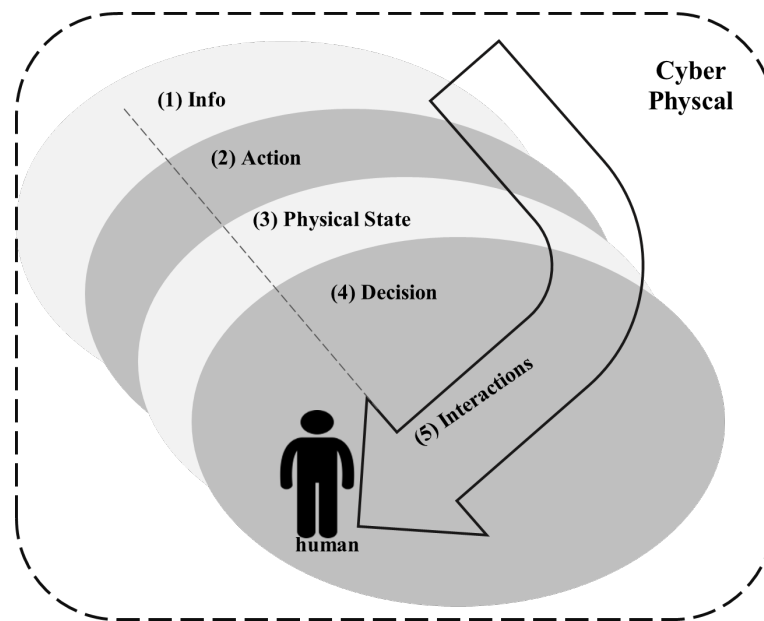 Cyber
Physcal
(1) Info
(2) Action
(3) Physical State
(4) Decision
(5) Interactions
human